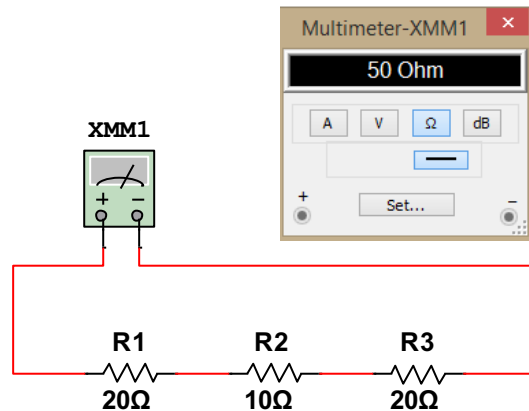 Multimeter-XMM1 ×
50 Ohm
A V Ω dB
+ Set... −
XMM1
+ −
R1 R2 R3
20Ω 10Ω 20Ω